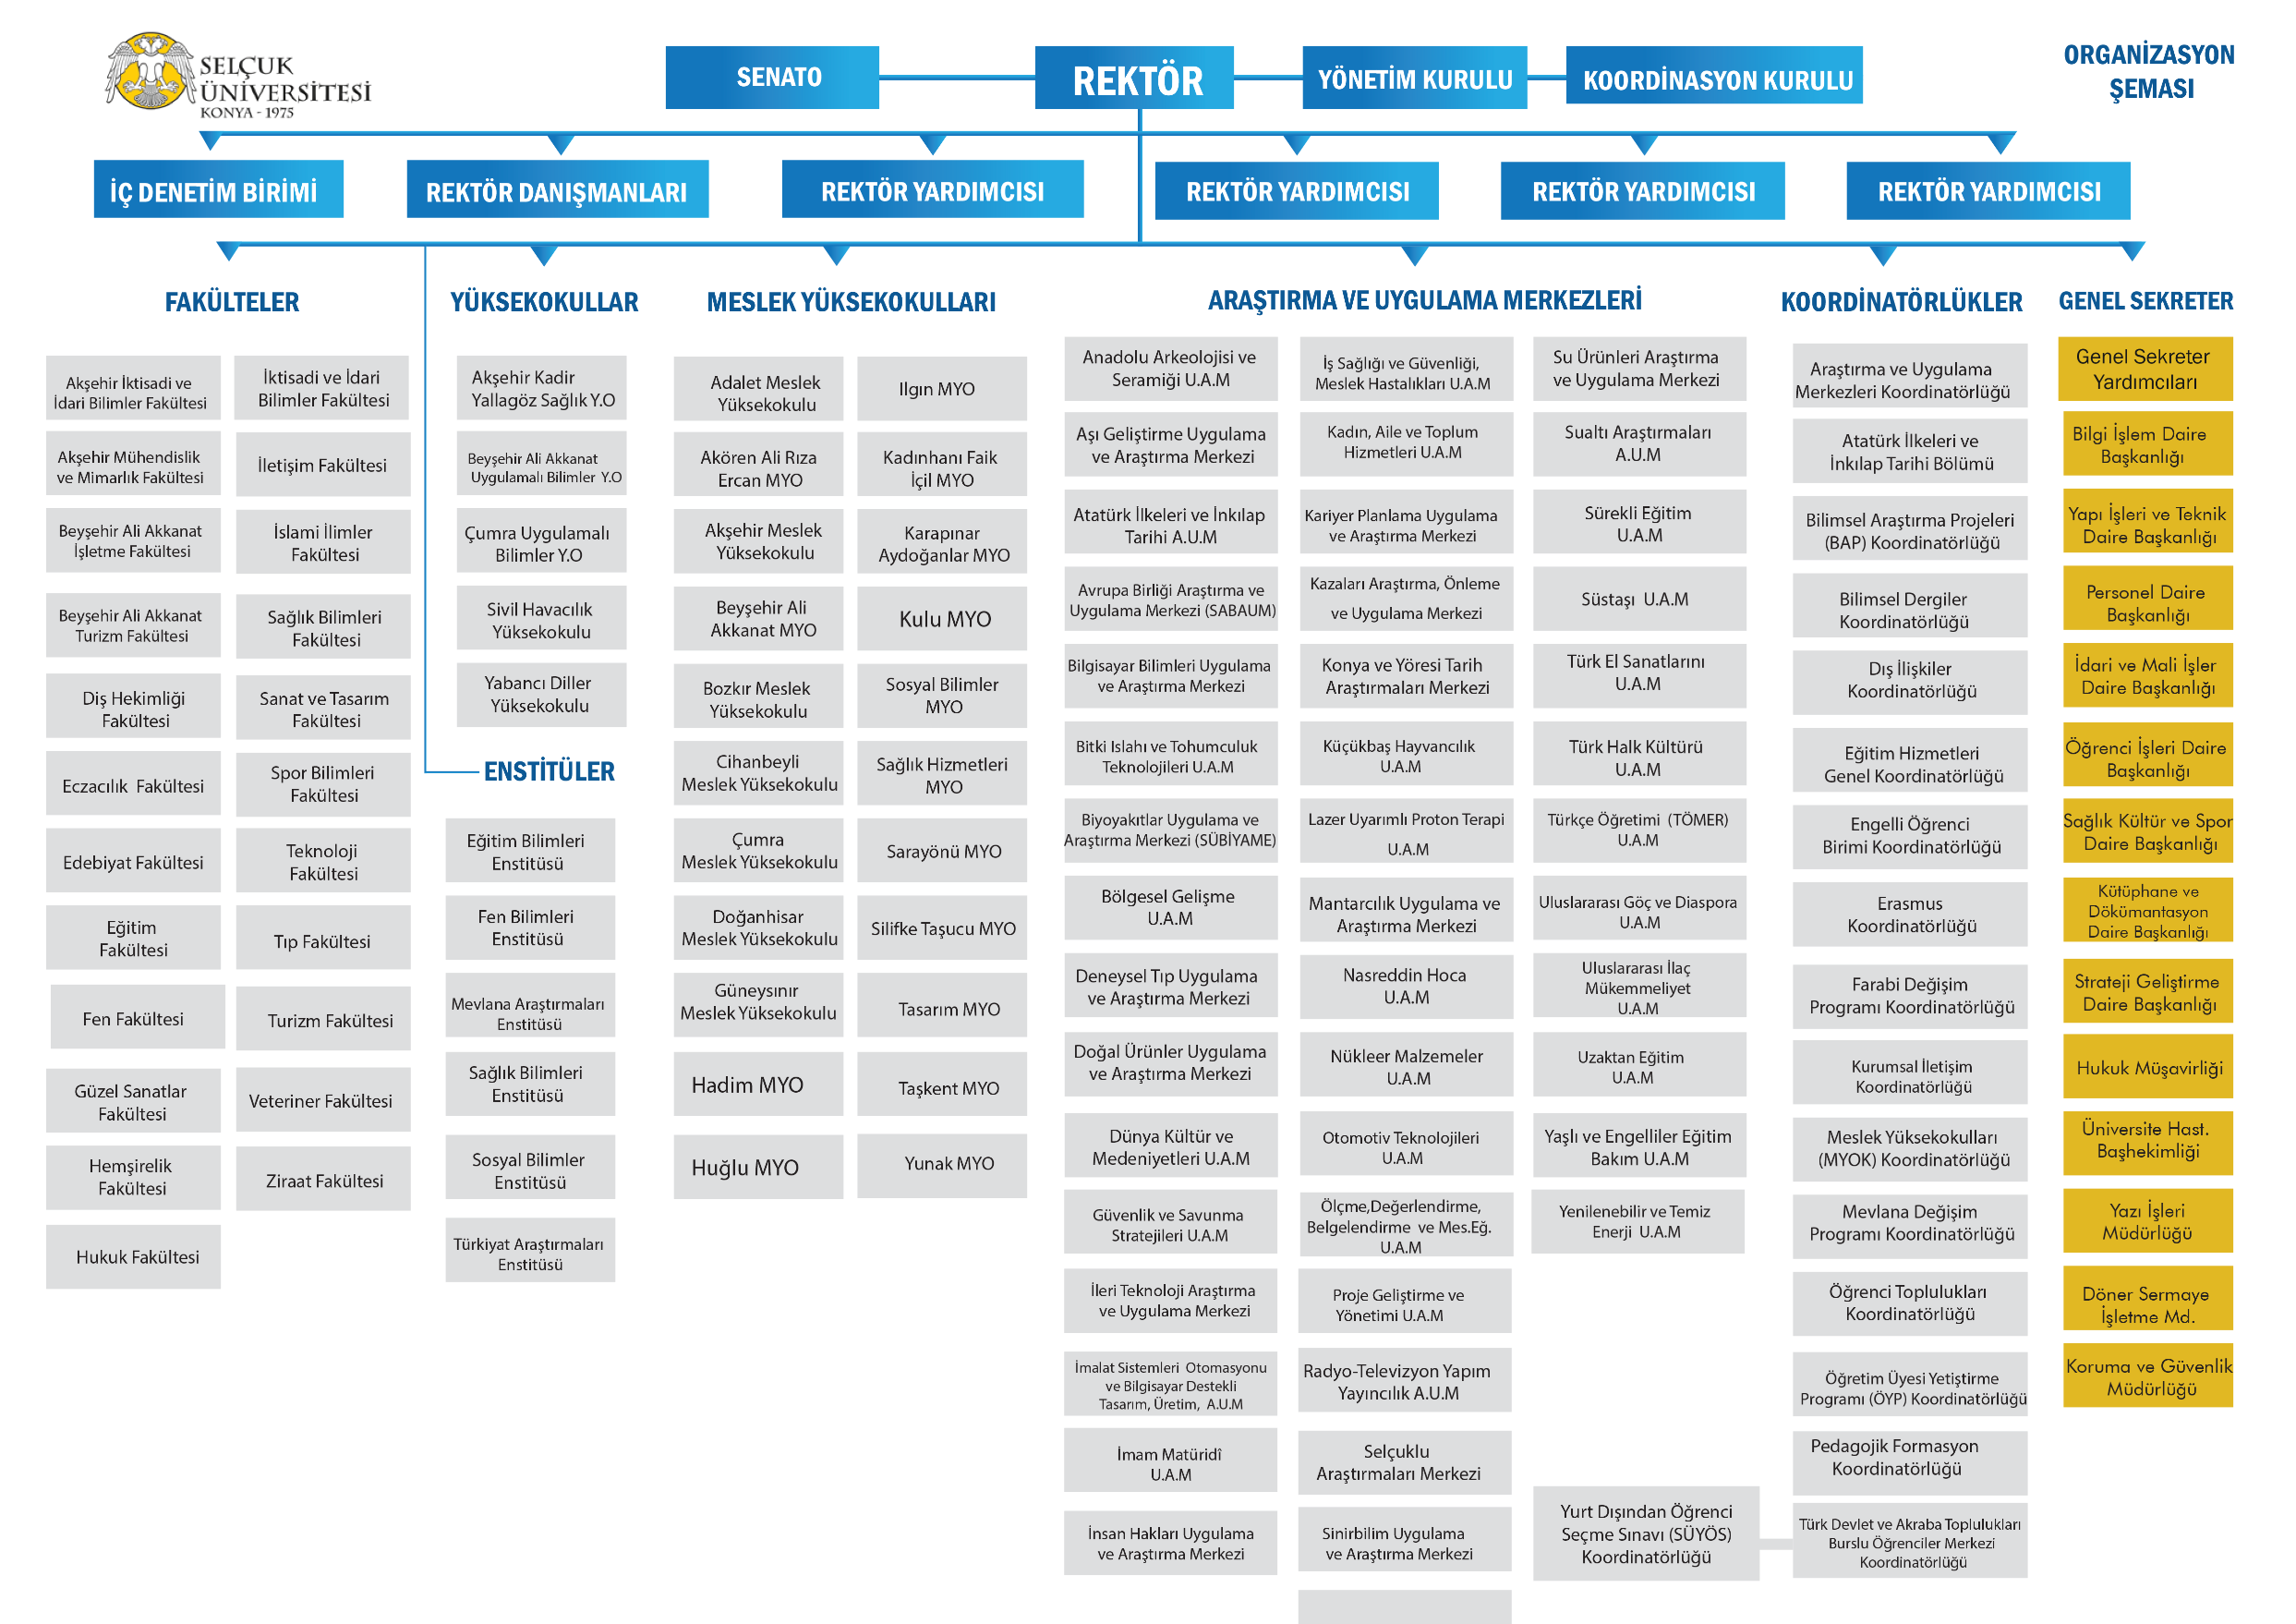 SELÇUK
ÜNİVERSİTESİ
KONYA - 1975
SENATO
REKTÖR
YÖNETİM KURULU
KOORDİNASYON KURULU
ORGANİZASYON
ŞEMASI
İÇ DENETİM BİRİMİ
REKTÖR DANIŞMANLARI
REKTÖR YARDIMCISI
REKTÖR YARDIMCISI
REKTÖR YARDIMCISI
REKTÖR YARDIMCISI
FAKÜLTELER
Akşehir İktisadi ve
İdari Bilimler Fakültesi
Akşehir Mühendislik
ve Mimarlık Fakültesi
Beyşehir Ali Akkanat
İşletme Fakültesi
Beyşehir Ali Akkanat
Turizm Fakültesi
Diş Hekimliği
Fakültesi
Eczacılık Fakültesi
Edebiyat Fakültesi
Eğitim
Fakültesi
Fen Fakültesi
Güzel Sanatlar
Fakültesi
Hemşirelik
Fakültesi
Hukuk Fakültesi
İktisadi ve İdari
Bilimler Fakültesi
İletişim Fakültesi
İslami İlimler
Fakültesi
Sağlık Bilimleri
Fakültesi
Sanat ve Tasarım
Fakültesi
Spor Bilimleri
Fakültesi
Teknoloji
Fakültesi
Tıp Fakültesi
Turizm Fakültesi
Veteriner Fakültesi
Ziraat Fakültesi
YÜKSEKOKULLAR
Akşehir Kadir
Yallagöz Sağlık Y.O
Beyşehir Ali Akkanat
Uygulamalı Bilimler Y.O
Çumra Uygulamalı
Bilimler Y.O
Sivil Havacılık
Yüksekokulu
Yabancı Diller
Yüksekokulu
ENSTİTÜLER
Eğitim Bilimleri
Enstitüsü
Fen Bilimleri
Enstitüsü
Mevlana Araştırmaları
Enstitüsü
Sağlık Bilimleri
Enstitüsü
Sosyal Bilimler
Enstitüsü
Türkiyat Araştırmaları
Enstitüsü
MESLEK YÜKSEKOKULLARI
Adalet Meslek
Yüksekokulu
Akören Ali Rıza
Ercan MYO
Akşehir Meslek
Yüksekokulu
Beyşehir Ali
Akkanat MYO
Bozkır Meslek
Yüksekokulu
Cihanbeyli
Meslek Yüksekokulu
Çumra
Meslek Yüksekokulu
Doğanhisar
Meslek Yüksekokulu
Güneysınır
Meslek Yüksekokulu
Hadim MYO
Huğlu MYO
Ilgın MYO
Kadınhanı Faik
İçil MYO
Karapınar
Aydoğanlar MYO
Kulu MYO
Sosyal Bilimler
MYO
Sağlık Hizmetleri
MYO
Sarayönü MYO
Silifke Taşucu MYO
Tasarım MYO
Taşkent MYO
Yunak MYO
ARAŞTIRMA VE UYGULAMA MERKEZLERİ
Anadolu Arkeolojisi ve
Seramiği U.A.M
Aşı Geliştirme Uygulama
ve Araştırma Merkezi
Atatürk İlkeleri ve İnkılap
Tarihi A.U.M
Avrupa Birliği Araştırma ve
Uygulama Merkezi (SABAUM)
Bilgisayar Bilimleri Uygulama
ve Araştırma Merkezi
Bitki Islahı ve Tohumculuk
Teknolojileri U.A.M
Biyoyakıtlar Uygulama ve
Araştırma Merkezi (SÜBİYAME)
Bölgesel Gelişme
U.A.M
Deneysel Tıp Uygulama
ve Araştırma Merkezi
Doğal Ürünler Uygulama
ve Araştırma Merkezi
Dünya Kültür ve
Medeniyetleri U.A.M
Güvenlik ve Savunma
Stratejileri U.A.M
İleri Teknoloji Araştırma
ve Uygulama Merkezi
İmalat Sistemleri Otomasyonu
ve Bilgisayar Destekli
Tasarım, Üretim, A.U.M
İmam Matüridî
U.A.M
İnsan Hakları Uygulama
ve Araştırma Merkezi
İş Sağlığı ve Güvenliği,
Meslek Hastalıkları U.A.M
Kadın, Aile ve Toplum
Hizmetleri U.A.M
Kariyer Planlama Uygulama
ve Araştırma Merkezi
Kazaları Araştırma, Önleme
ve Uygulama Merkezi
Konya ve Yöresi Tarih
Araştırmaları Merkezi
Küçükbaş Hayvancılık
U.A.M
Lazer Uyarımlı Proton Terapi
U.A.M
Mantarcılık Uygulama ve
Araştırma Merkezi
Nasreddin Hoca
U.A.M
Nükleer Malzemeler
U.A.M
Otomotiv Teknolojileri
U.A.M
Ölçme,Değerlendirme,
Belgelendirme ve Mes.Eğ.
U.A.M
Proje Geliştirme ve
Yönetimi U.A.M
Radyo-Televizyon Yapım
Yayıncılık A.U.M
Selçuklu
Araştırmaları Merkezi
Sinirbilim Uygulama
ve Araştırma Merkezi
Su Ürünleri Araştırma
ve Uygulama Merkezi
Sualtı Araştırmaları
A.U.M
Sürekli Eğitim
U.A.M
Süstaşı U.A.M
Türk El Sanatlarını
U.A.M
Türk Halk Kültürü
U.A.M
Türkçe Öğretimi (TÖMER)
U.A.M
Uluslararası Göç ve Diaspora
U.A.M
Uluslararası İlaç
Mükemmeliyet
U.A.M
Uzaktan Eğitim
U.A.M
Yaşlı ve Engelliler Eğitim
Bakım U.A.M
Yenilenebilir ve Temiz
Enerji U.A.M
Yurt Dışından Öğrenci
Seçme Sınavı (SÜYÖS)
Koordinatörlüğü
KOORDİNATÖRLÜKLER
Araştırma ve Uygulama
Merkezleri Koordinatörlüğü
Atatürk İlkeleri ve
İnkılap Tarihi Bölümü
Bilimsel Araştırma Projeleri
(BAP) Koordinatörlüğü
Bilimsel Dergiler
Koordinatörlüğü
Dış İlişkiler
Koordinatörlüğü
Eğitim Hizmetleri
Genel Koordinatörlüğü
Engelli Öğrenci
Birimi Koordinatörlüğü
Erasmus
Koordinatörlüğü
Farabi Değişim
Programı Koordinatörlüğü
Kurumsal İletişim
Koordinatörlüğü
Meslek Yüksekokulları
(MYOK) Koordinatörlüğü
Mevlana Değişim
Programı Koordinatörlüğü
Öğrenci Toplulukları
Koordinatörlüğü
Öğretim Üyesi Yetiştirme
Programı (ÖYP) Koordinatörlüğü
Pedagojik Formasyon
Koordinatörlüğü
Türk Devlet ve Akraba Toplulukları
Burslu Öğrenciler Merkezi
Koordinatörlüğü
GENEL SEKRETER
Genel Sekreter
Yardımcıları
Bilgi İşlem Daire
Başkanlığı
Yapı İşleri ve Teknik
Daire Başkanlığı
Personel Daire
Başkanlığı
İdari ve Mali İşler
Daire Başkanlığı
Öğrenci İşleri Daire
Başkanlığı
Sağlık Kültür ve Spor
Daire Başkanlığı
Kütüphane ve
Dökümantasyon
Daire Başkanlığı
Strateji Geliştirme
Daire Başkanlığı
Hukuk Müşavirliği
Üniversite Hast.
Başhekimliği
Yazı İşleri
Müdürlüğü
Döner Sermaye
İşletme Md.
Koruma ve Güvenlik
Müdürlüğü